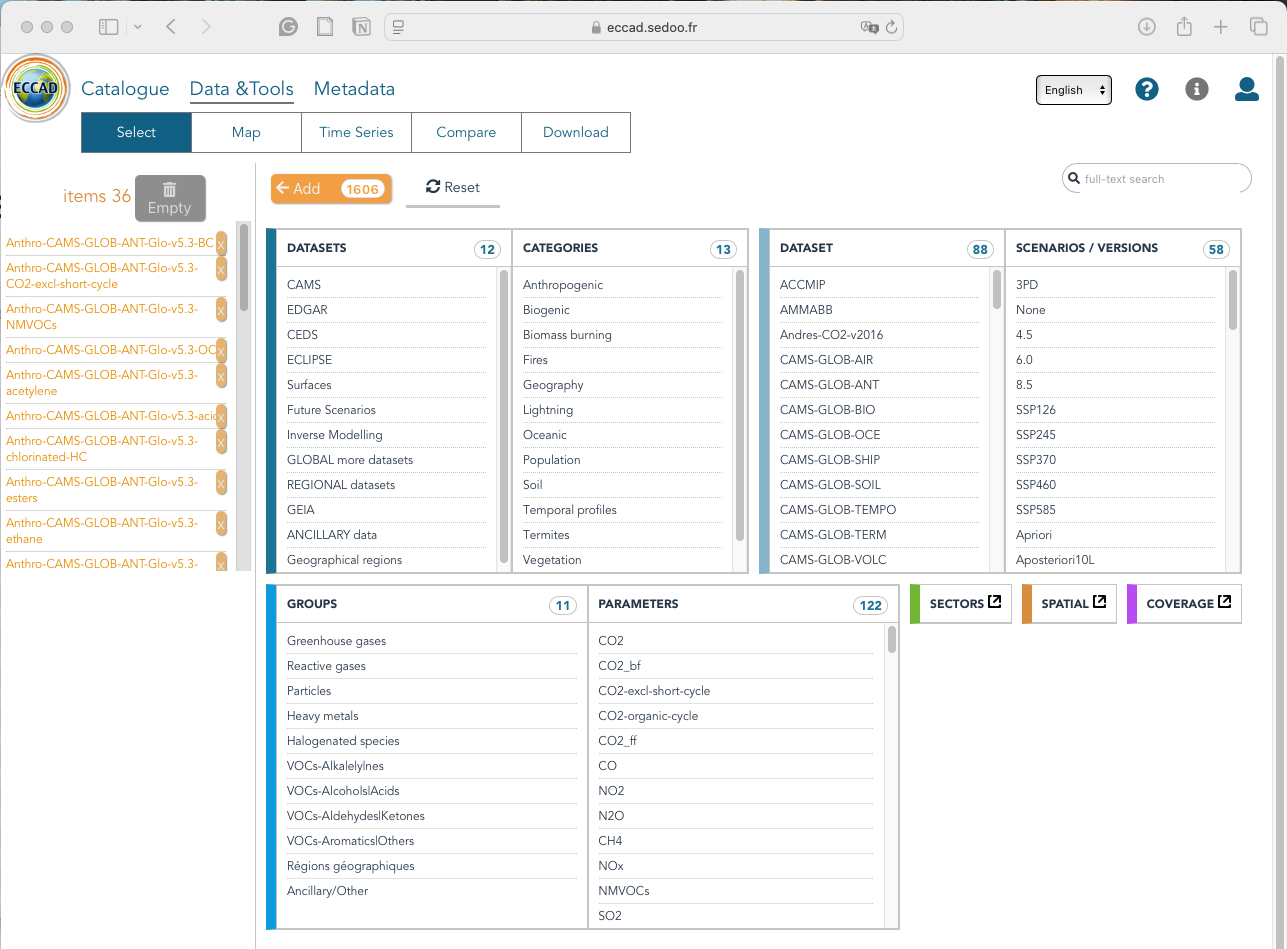 eccad.sedoo.fr
ECCAD
Catalogue
Data &Tools
Metadata
English
Select
Map
Time Series
Compare
Download
items 36
Empty
Add
1606
Reset
full-text search
Anthro-CAMS-GLOB-ANT-Glo-v5.3-BC
x
Anthro-CAMS-GLOB-ANT-Glo-v5.3-
CO2-excl-short-cycle
x
Anthro-CAMS-GLOB-ANT-Glo-v5.3-
NMVOCs
x
Anthro-CAMS-GLOB-ANT-Glo-v5.3-OC
x
Anthro-CAMS-GLOB-ANT-Glo-v5.3-
acetylene
x
Anthro-CAMS-GLOB-ANT-Glo-v5.3-acic
x
Anthro-CAMS-GLOB-ANT-Glo-v5.3-
chlorinated-HC
x
Anthro-CAMS-GLOB-ANT-Glo-v5.3-
esters
x
Anthro-CAMS-GLOB-ANT-Glo-v5.3-
ethane
x
Anthro-CAMS-GLOB-ANT-Glo-v5.3-
x
DATASETS
12
CAMS
EDGAR
CEDS
ECLIPSE
Surfaces
Future Scenarios
Inverse Modelling
GLOBAL more datasets
REGIONAL datasets
GEIA
ANCILLARY data
Geographical regions
CATEGORIES
13
Anthropogenic
Biogenic
Biomass burning
Fires
Geography
Lightning
Oceanic
Population
Soil
Temporal profiles
Termites
Vegetation
DATASET
88
ACCMIP
AMMABB
Andres-CO2-v2016
CAMS-GLOB-AIR
CAMS-GLOB-ANT
CAMS-GLOB-BIO
CAMS-GLOB-OCE
CAMS-GLOB-SHIP
CAMS-GLOB-SOIL
CAMS-GLOB-TEMPO
CAMS-GLOB-TERM
CAMS-GLOB-VOLC
SCENARIOS / VERSIONS
58
3PD
None
4.5
6.0
8.5
SSP126
SSP245
SSP370
SSP460
SSP585
Apriori
Aposteriori10L
GROUPS
11
Greenhouse gases
Reactive gases
Particles
Heavy metals
Halogenated species
VOCs-Alkalelylnes
VOCs-Alcohols|Acids
VOCs-Aldehydes|Ketones
VOCs-Aromatics|Others
Régions géographiques
Ancillary/Other
PARAMETERS
122
CO2
CO2_bf
CO2-excl-short-cycle
CO2-organic-cycle
CO2_ff
CO
NO2
N2O
CH4
NOx
NMVOCs
SO2
SECTORS
SPATIAL
COVERAGE